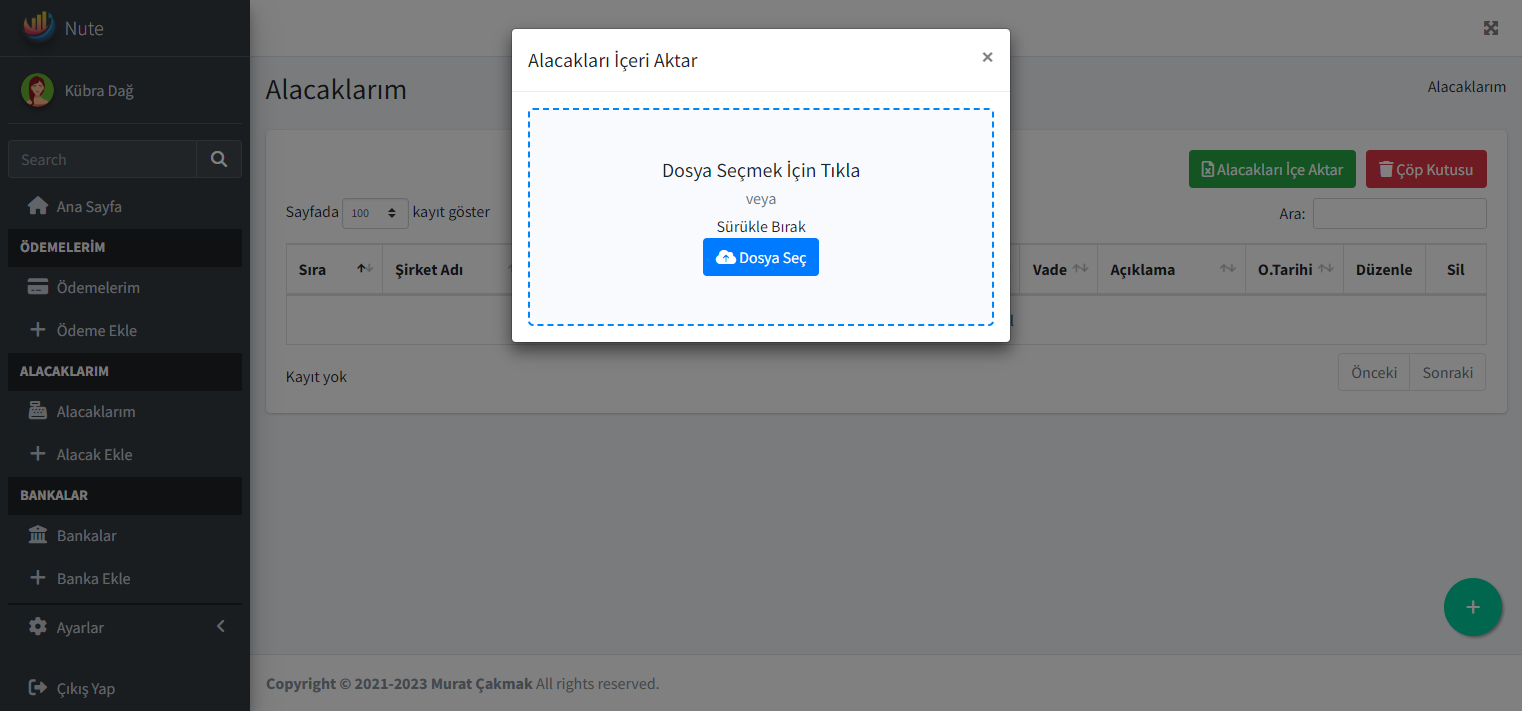 Nute
Kübra Dağ
Search
Ana Sayfa
ÖDEMELERİM
Ödemelerim
Ödeme Ekle
ALACAKLARIM
Alacaklarım
Alacak Ekle
BANKALAR
Bankalar
Banka Ekle
Ayarlar
Çıkış Yap
Alacaklarım
Alacaklarım
Alacakları İçeri Aktar ×
Dosya Seçmek İçin Tıkla
veya
Sürükle Bırak
Dosya Seç
Alacakları İçe Aktar Çöp Kutusu
Sayfada 100 kayıt göster Ara:
Sıra Şirket Adı Vade Açıklama O.Tarihi Düzenle Sil
Kayıt yok Önceki Sonraki
+
Copyright © 2021-2023 Murat Çakmak All rights reserved.